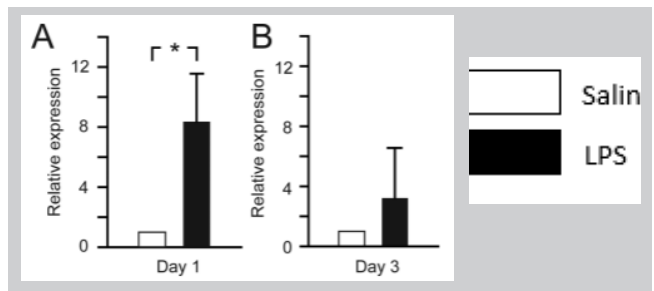 A
Relative expression
12
8
4
0
*
Day 1
B
Relative expression
12
8
4
0
Day 3
Salin
LPS